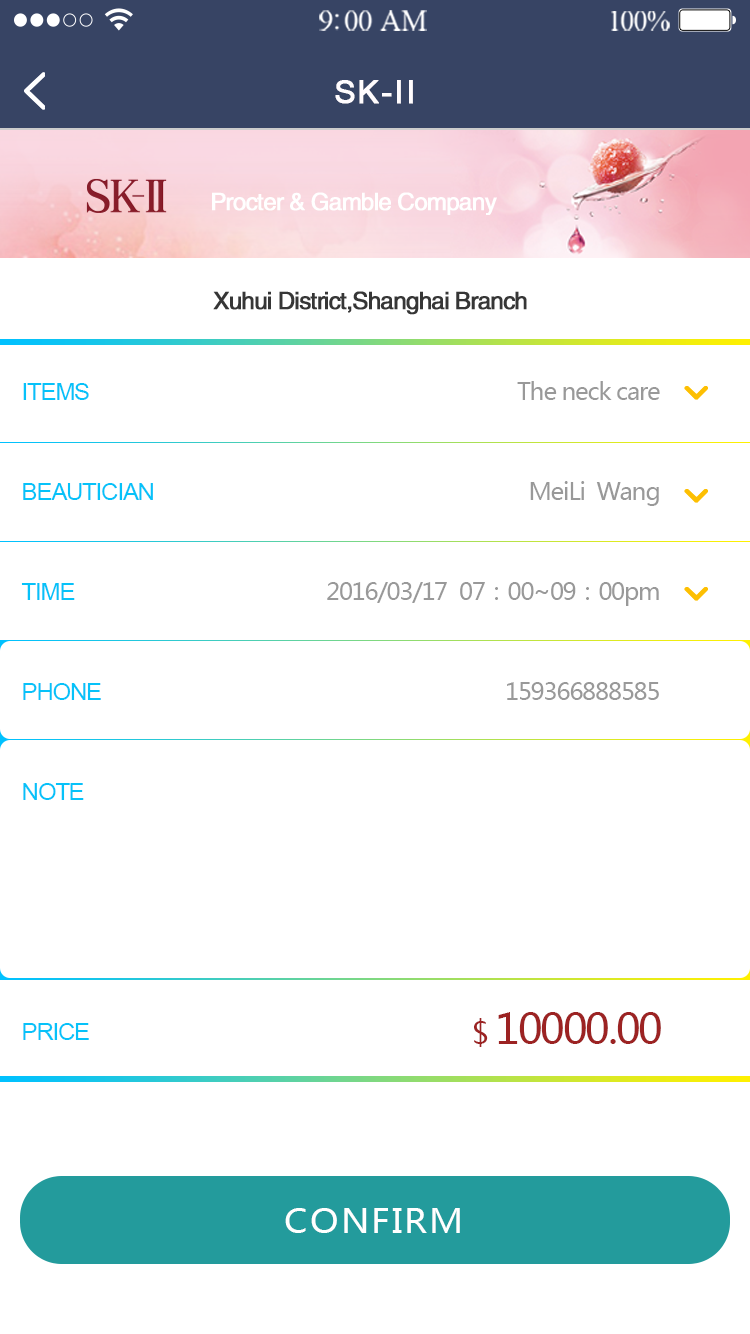 9:00 AM 100%
SK-II
SK-II Procter & Gamble Company
Xuhui District,Shanghai Branch
ITEMS The neck care
BEAUTICIAN MeiLi Wang
TIME 2016/03/17 07 : 00~09 : 00pm
PHONE 159366888585
NOTE
PRICE $ 10000.00
CONFIRM